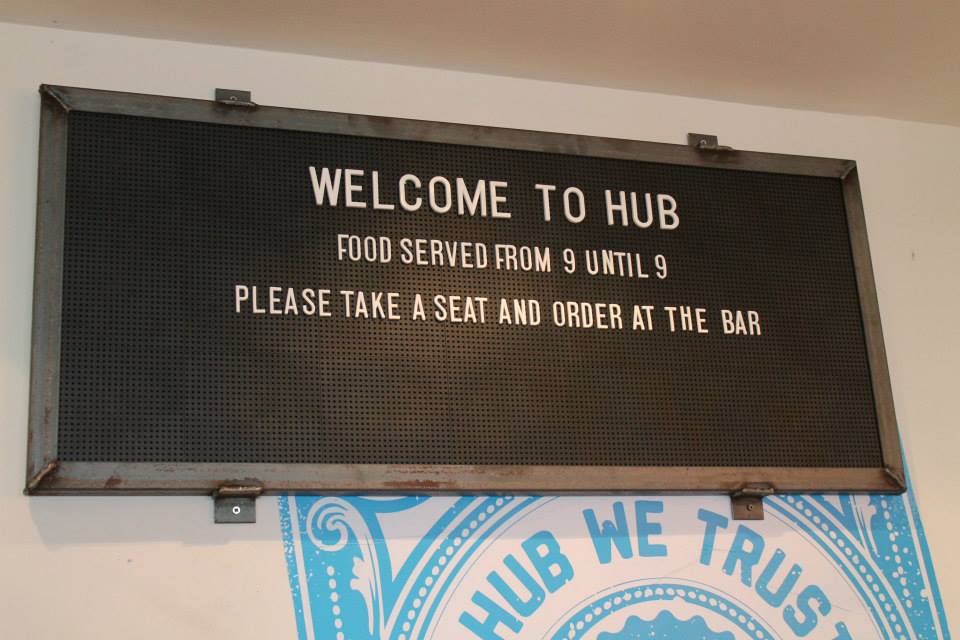 WELCOME TO HUB
FOOD SERVED FROM 9 UNTIL 9
PLEASE TAKE A SEAT AND ORDER AT THE BAR
HUB WE TRUST